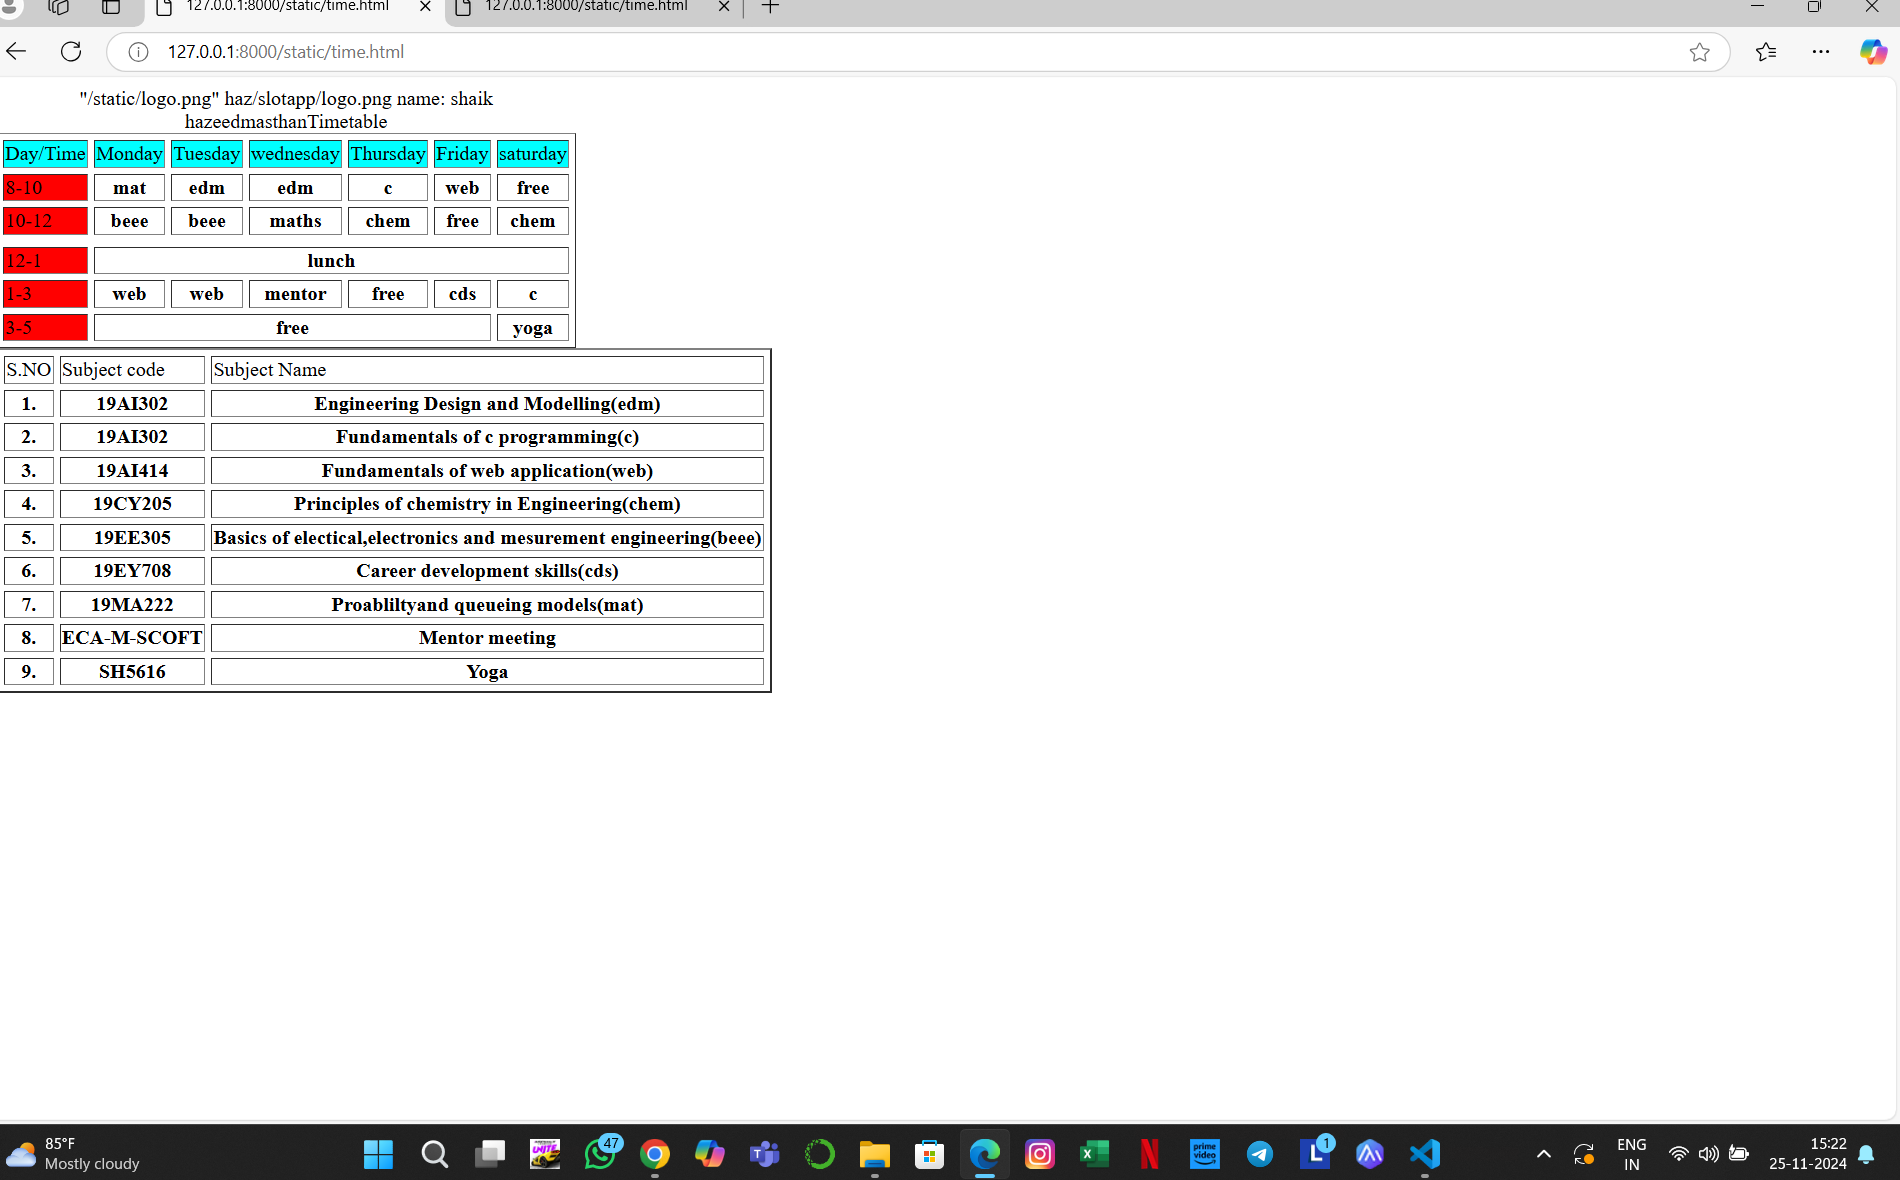 127.0.0.1:8000/static/time.html 127.0.0.1:8000/static/time.html
127.0.0.1:8000/static/time.html
"/static/logo.png" haz/slotapp/logo.png name: shaik
hazeedmasthanTimetable
Day/Time Monday Tuesday wednesday Thursday Friday saturday
8-10 mat edm edm c web free
10-12 beee beee maths chem free chem
12-1 lunch
1-3 web web mentor free cds c
3-5 free yoga
S.NO Subject code Subject Name
1. 19AI302 Engineering Design and Modelling(edm)
2. 19AI302 Fundamentals of c programming(c)
3. 19AI414 Fundamentals of web application(web)
4. 19CY205 Principles of chemistry in Engineering(chem)
5. 19EE305 Basics of electical,electronics and mesurement engineering(beee)
6. 19EY708 Career development skills(cds)
7. 19MA222 Proabliltyand queueing models(mat)
8. ECA-M-SCOFT Mentor meeting
9. SH5616 Yoga
85°F
Mostly cloudy
UNITE
47
T
X
N
prime
video
L
1
ENG
IN
15:22
25-11-2024